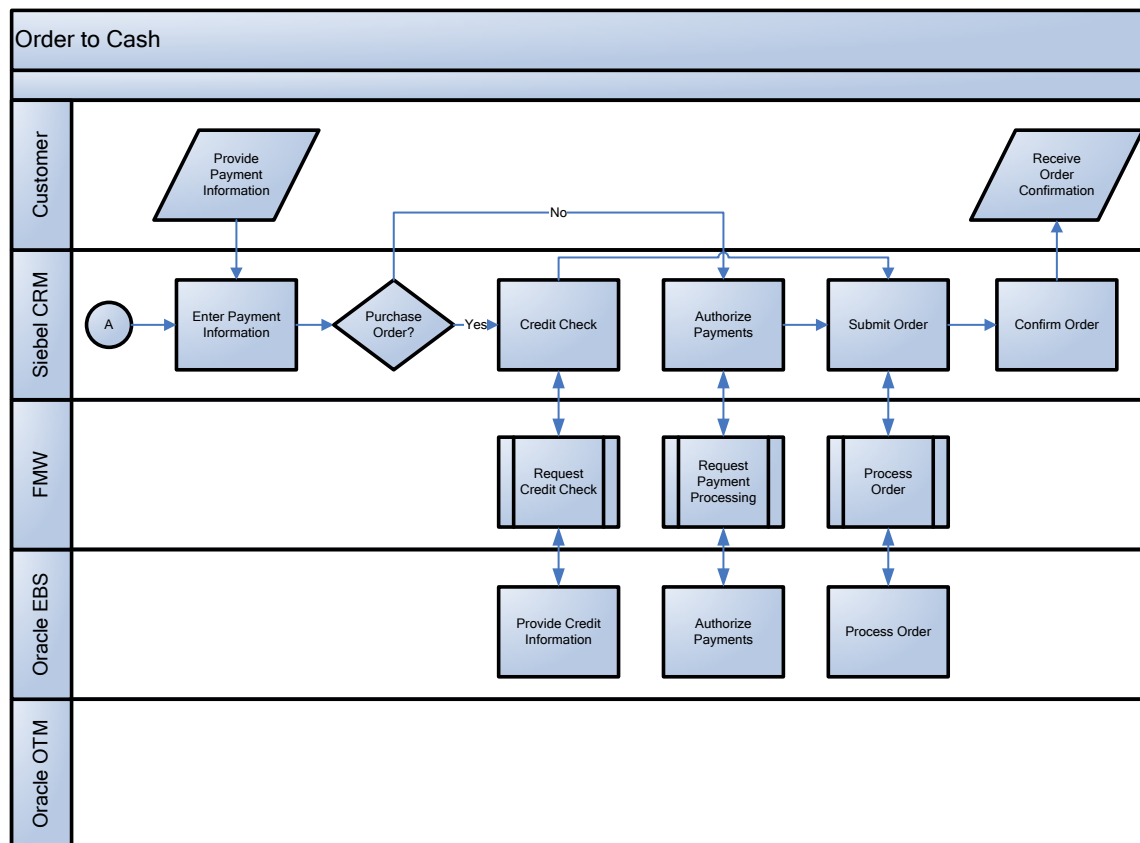 Order to Cash
Customer
Provide
Payment
Information
Receive
Order
Confirmation
No
Siebel CRM
A
Enter Payment
Information
Purchase
Order?
Yes
Credit Check
Authorize
Payments
Submit Order
Confirm Order
FMW
Request
Credit Check
Request
Payment
Processing
Process
Order
Oracle EBS
Provide Credit
Information
Authorize
Payments
Process Order
Oracle OTM